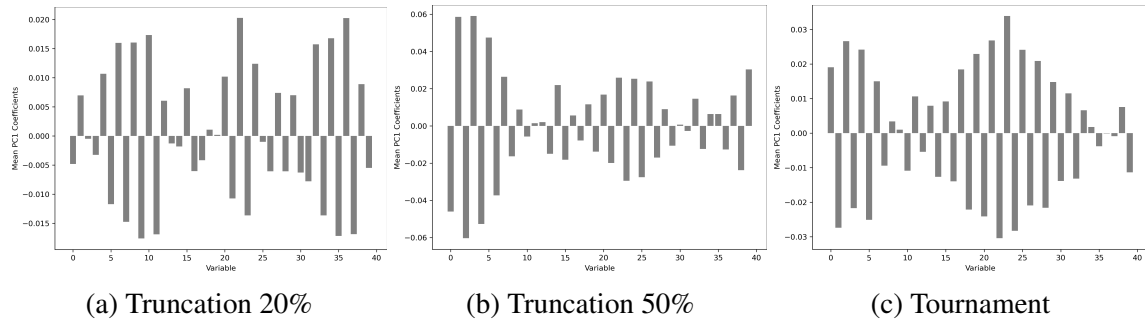 0.020
0.015
0.010
0.005
0.000
−0.005
−0.010
−0.015
Mean PC1 Coefficients
0 5 10 15 20 25 30 35 40
Variable
(a) Truncation 20%
0.06
0.04
0.02
0.00
−0.02
−0.04
−0.06
Mean PC1 Coefficients
0 5 10 15 20 25 30 35 40
Variable
(b) Truncation 50%
0.03
0.02
0.01
0.00
−0.01
−0.02
−0.03
Mean PC1 Coefficients
0 5 10 15 20 25 30 35 40
Variable
(c) Tournament